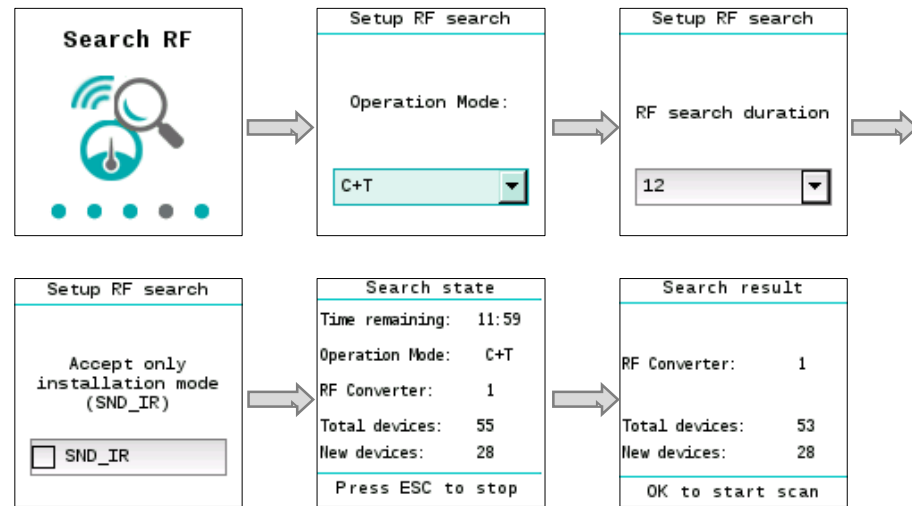 Search RF
Setup RF search
Operation Mode:
C+T
Setup RF search
RF search duration
12
Setup RF search
Accept only
installation mode
(SND_IR)
SND_IR
Search state
Time remaining: 11:59
Operation Mode: C+T
RF Converter: 1
Total devices: 55
New devices: 28
Press ESC to stop
Search result
RF Converter: 1
Total devices: 53
New devices: 28
OK to start scan